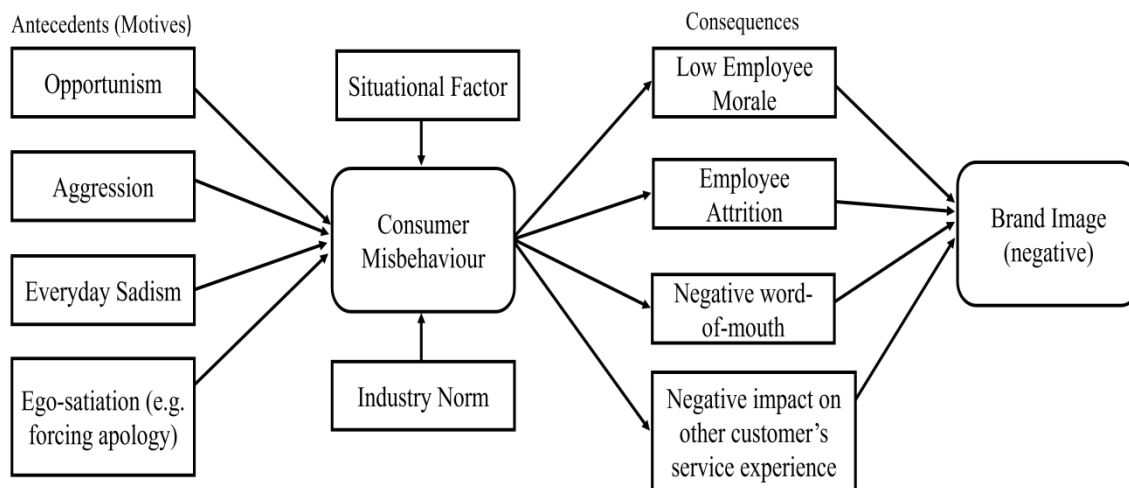 Antecedents (Motives)
Opportunism
Aggression
Everyday Sadism
Ego-satiation (e.g.
forcing apology)
Situational Factor
Consumer
Misbehaviour
Industry Norm
Consequences
Low Employee
Morale
Employee
Attrition
Negative word-
of-mouth
Negative impact on
other customer’s
service experience
Brand Image
(negative)